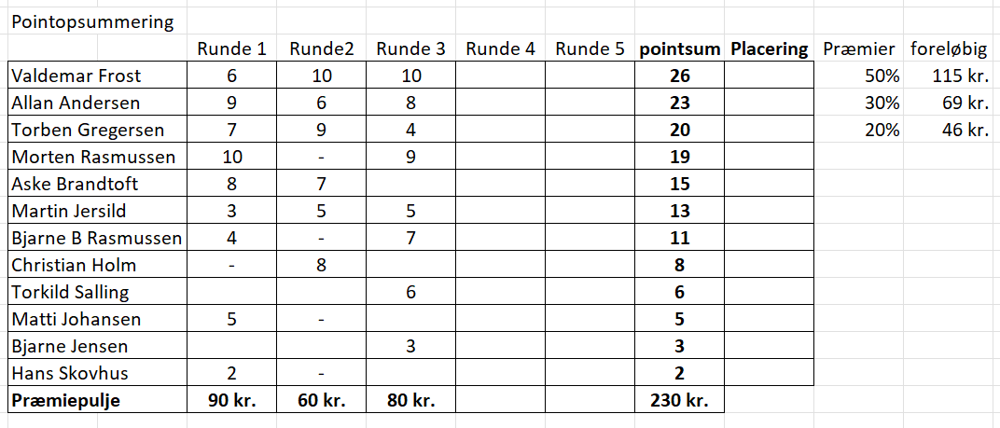 Pointopsummering
Runde 1 Runde2 Runde 3 Runde 4 Runde 5 pointsum Placering Præmier foreløbig
Valdemar Frost 6 10 10 26 50% 115 kr.
Allan Andersen 9 6 8 23 30% 69 kr.
Torben Gregersen 7 9 4 20 20% 46 kr.
Morten Rasmussen 10 - 9 19
Aske Brandtoft 8 7 15
Martin Jersild 3 5 5 13
Bjarne B Rasmussen 4 - 7 11
Christian Holm - 8 8
Torkild Salling 6 6
Matti Johansen 5 - 5
Bjarne Jensen 3 3
Hans Skovhus 2 - 2
Præmiepulje 90 kr. 60 kr. 80 kr. 230 kr.